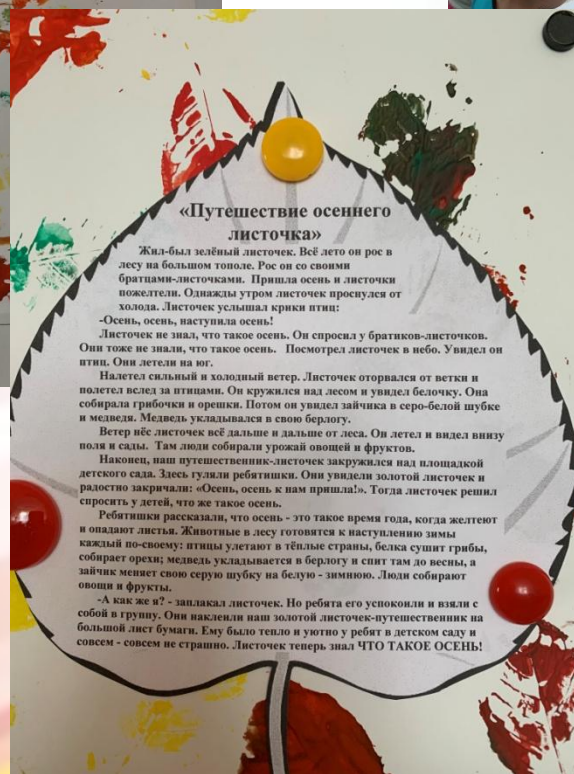 «Путешествие осеннего
листочка»
Жил-был зелёный листочек. Всё лето он рос в
лесу на большом тополе. Рос он со своими
братцами-листочками. Пришла осень и листочки
пожелтели. Однажды утром листочек проснулся от
холода. Листочек услышал крики птиц:
-Осень, осень, наступила осень!
Листочек не знал, что такое осень. Он спросил у братиков-листочков.
Они тоже не знали, что такое осень. Посмотрел листочек в небо. Увидел он
птиц. Они летели на юг.
Налетел сильный и холодный ветер. Листочек оторвался от ветки и
полетел вслед за птицами. Он кружился над лесом и увидел белочку. Она
собирала грибочки и орешки. Потом он увидел зайчика в серо-белой шубке
и медведя. Медведь укладывался в свою берлогу.
Ветер нёс листочек всё дальше и дальше от леса. Он летел и видел внизу
поля и сады. Там люди собирали урожай овощей и фруктов.
Наконец, наш путешественник-листочек закружился над площадкой
детского сада. Здесь гуляли ребятишки. Они увидели золотой листочек и
радостно закричали: «Осень, осень к нам пришла!». Тогда листочек решил
спросить у детей, что же такое осень.
Ребятишки рассказали, что осень - это такое время года, когда желтеют
и опадают листья. Животные в лесу готовятся к наступлению зимы
каждый по-своему: птицы улетают в тёплые страны, белка сушит грибы,
собирает орехи; медведь укладывается в берлогу и спит там до весны, а
зайчик меняет свою серую шубку на белую - зимнюю. Люди собирают
овощи и фрукты.
-А как же я? - заплакал листочек. Но ребята его успокоили и взяли с
собой в группу. Они наклеили наш золотой листочек-путешественник на
большой лист бумаги. Ему было тепло и уютно у ребят в детском саду и
совсем - совсем не страшно. Листочек теперь знал ЧТО ТАКОЕ ОСЕНЬ!